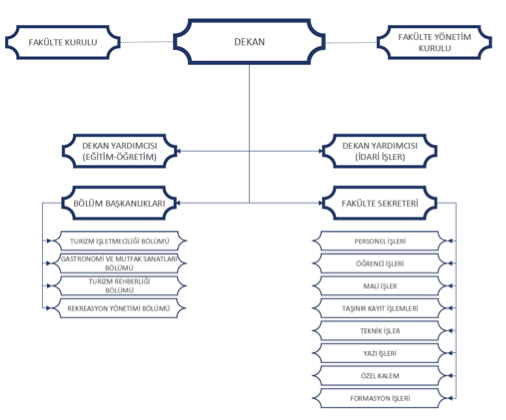 FAKÜLTE KURULU
DEKAN
FAKÜLTE YÖNETİM
KURULU
DEKAN YARDIMCISI
(EĞİTİM-ÖĞRETİM)
DEKAN YARDIMCISI
(İDARİ İŞLER)
BÖLÜM BAŞKANLIKLARI
FAKÜLTE SEKRETERİ
TURİZM İŞLETMECİLİĞİ BÖLÜMÜ
GASTRONOMİ VE MUTFAK SANATLARI
BÖLÜMÜ
TURİZM REHBERLİĞİ
BÖLÜMÜ
REKREASYON YÖNETİMİ BÖLÜMÜ
PERSONEL İŞLERİ
ÖĞRENCİ İŞLERİ
MALİ İŞLER
TAŞINIR KAYIT İŞLEMLERİ
TEKNİK İŞLER
YAZI İŞLERİ
ÖZEL KALEM
FORMASYON İŞLERİ